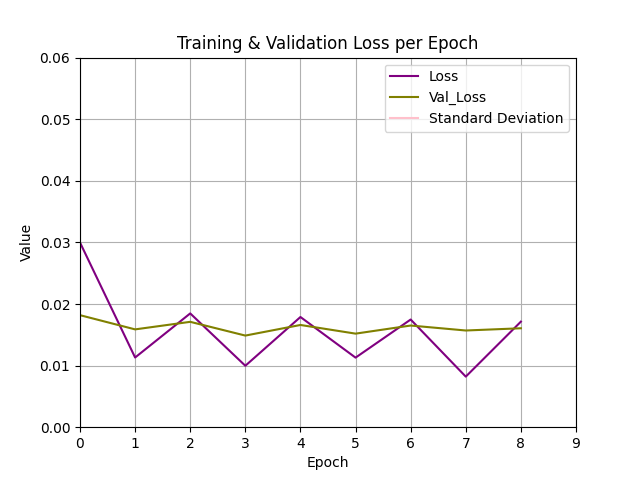 Training & Validation Loss per Epoch
0.06
0.05
0.04
0.03
0.02
0.01
0.00
Value
Loss
Val_Loss
Standard Deviation
0 1 2 3 4 5 6 7 8 9
Epoch